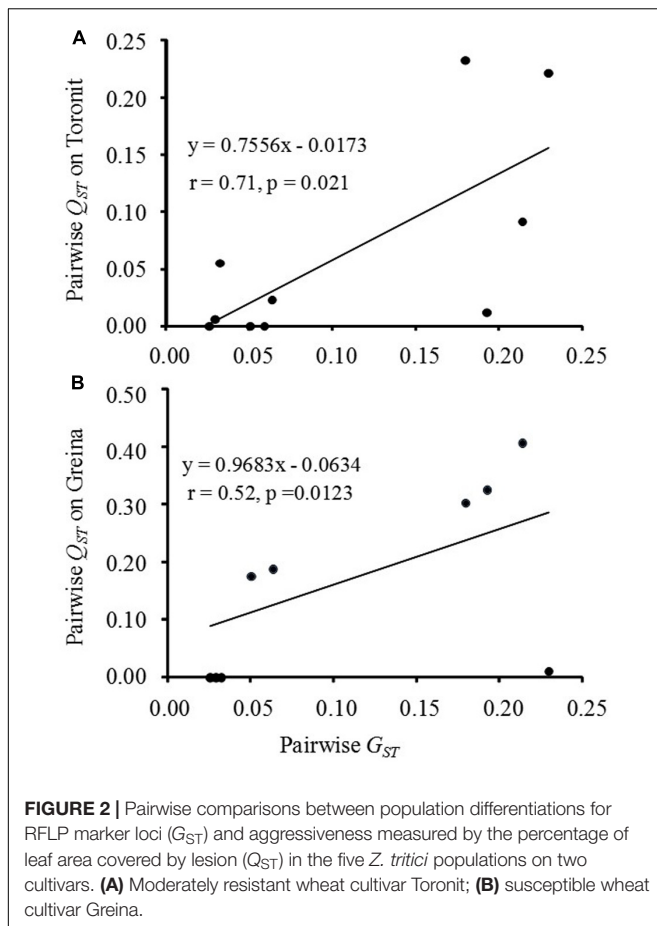 A
0.25
0.20
0.15
0.10
0.05
0.00
Pairwise QST on Toronit
y = 0.7556x - 0.0173
r = 0.71, p = 0.021
0.00 0.05 0.10 0.15 0.20 0.25
B
0.50
0.40
0.30
0.20
0.10
0.00
Pairwise QST on Greina
y = 0.9683x - 0.0634
r = 0.52, p =0.0123
0.00 0.05 0.10 0.15 0.20 0.25
Pairwise GST
FIGURE 2 | Pairwise comparisons between population differentiations for
RFLP marker loci (GST) and aggressiveness measured by the percentage of
leaf area covered by lesion (QST) in the five Z. tritici populations on two
cultivars. (A) Moderately resistant wheat cultivar Toronit; (B) susceptible wheat
cultivar Greina.